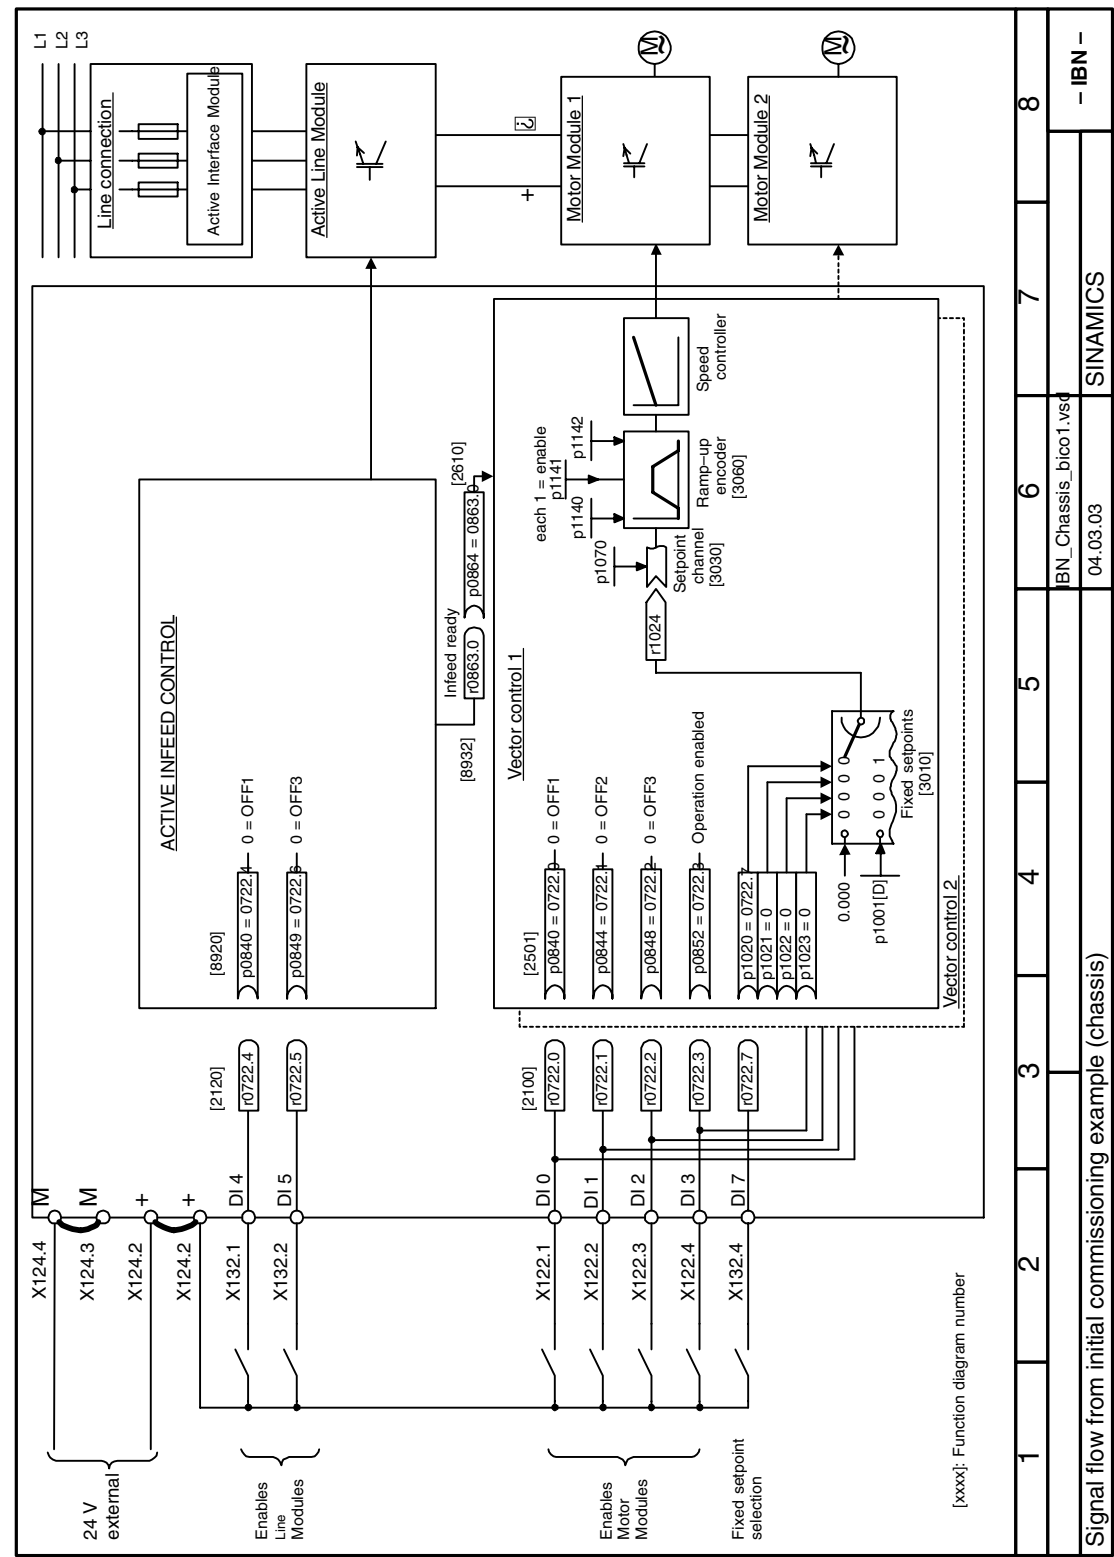 24 V
external
X124.4
M
X124.3
M
X124.2
+
X124.2
+
Enables
Line
Modules
X132.1
DI 4
X132.2
DI 5
[2120]
r0722.4
r0722.5
ACTIVE INFEED CONTROL
[8920]
p0840 = 0722.4
0 = OFF1
p0849 = 0722.
0 = OFF3
L1
L2
L3
Line connection
Active Interface Module
Active Line Module
+
¿
Motor Module 1
M
Motor Module 2
M
[8932]
Infeed ready
r0863.0
p0864 = 0863.
[2610]
Enables
Motor
Modules
X122.1
DI 0
X122.2
DI 1
X122.3
DI 2
X122.4
DI 3
Fixed setpoint
selection
X132.4
DI 7
[2100]
r0722.0
r0722.1
r0722.2
r0722.3
r0722.7
Vector control 1
[2501]
p0840 = 0722.
0 = OFF1
p0844 = 0722.
0 = OFF2
p0848 = 0722.2
0 = OFF3
p0852 = 0722.
Operation enabled
p1020 = 0722.7
p1021 = 0
p1022 = 0
p1023 = 0
0.000
p1001[D]
0 0 0 0
0 0 0 1
Fixed setpoints
[3010]
r1024
p1070
Setpoint
channel
[3030]
each 1 = enable
p1140
p1141
p1142
Ramp–up
encoder
[3060]
Speed
controller
Vector control 2
[xxxx]: Function diagram number
1
2
3
4
5
6
7
8
IBN_Chassis_bico1.vsd
– IBN –
Signal flow from initial commissioning example (chassis)
04.03.03
SINAMICS